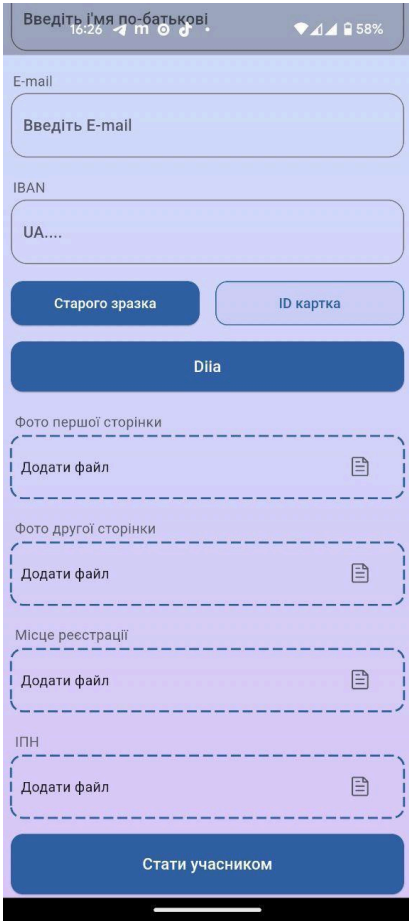 Введіть і'мя по-батькові
16:26
58%
E-mail
Введіть E-mail
IBAN
UA....
Старого зразка
ID картка
Diia
Фото першої сторінки
Додати файл
Фото другої сторінки
Додати файл
Місце реєстрації
Додати файл
ІПН
Додати файл
Стати учасником